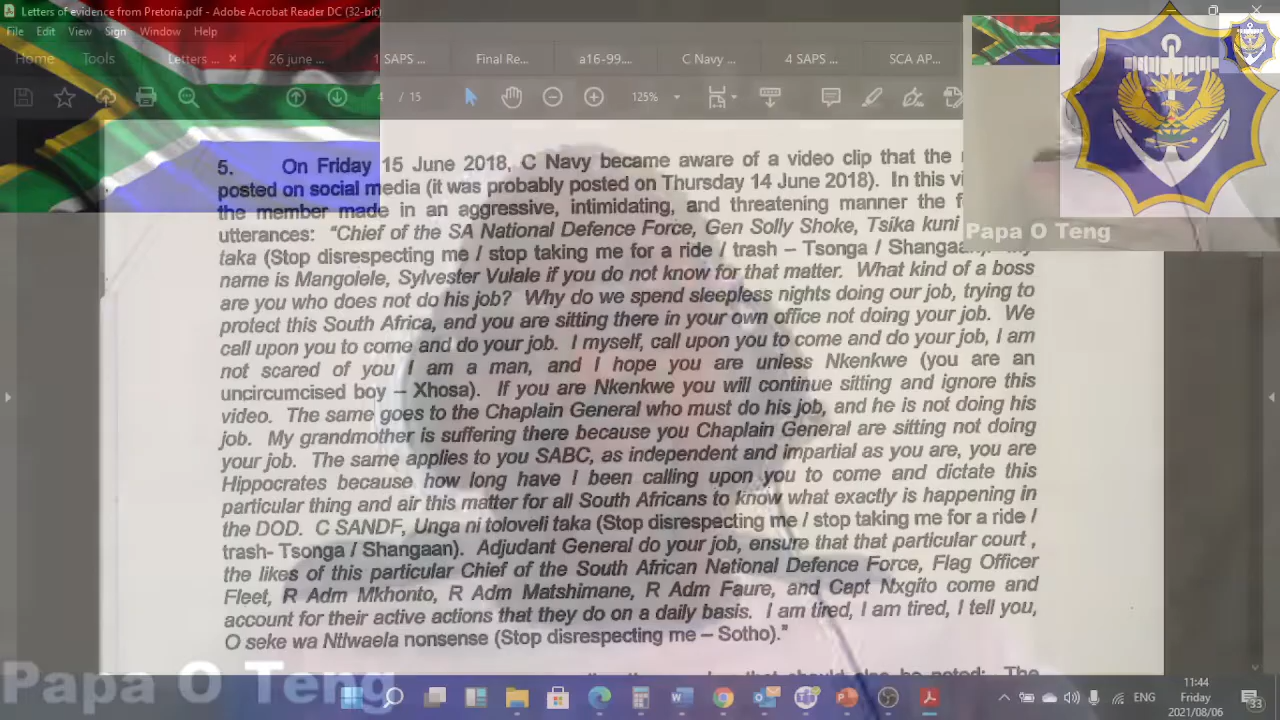 Letters of evidence from Pretoria.pdf - Adobe Acrobat Reader DC (32-bit)
File Edit View Sign Window Help
Home Tools Letters ... × 26 june ... SAPS ... Final Re... a16-99... C Navy ... 4 SAPS ... SCA AP...
4 / 15 125%
5. On Friday 15 June 2018, C Navy became aware of a video clip that the
posted on social media (it was probably posted on Thursday 14 June 2018). In this
the member made in an aggressive, intimidating, and threatening manner the
utterances: "Chief of the SA National Defence Force, Gen Solly Shoke, Tsika kuni
taka (Stop disrespecting me / stop taking me for a ride / trash – Tsonga / Shangaan).
name is Mangolele, Sylvester Vulale if you do not know for that matter. What kind of a boss
are you who does not do his job? Why do we spend sleepless nights doing our job, trying to
protect this South Africa, and you are sitting there in your own office not doing your job. We
call upon you to come and do your job. I myself, call upon you to come and do your job, I am
not scared of you I am a man, and I hope you are unless Nkenkwe (you are an
uncircumcised boy – Xhosa). If you are Nkenkwe you will continue sitting and ignore this
video. The same goes to the Chaplain General who must do his job, and he is not doing his
job. My grandmother is suffering there because you Chaplain General are sitting not doing
your job. The same applies to you SABC, as independent and impartial as you are, you are
Hippocrates because how long have I been calling upon you to come and dictate this
particular thing and air this matter for all South Africans to know what exactly is happening in
the DOD. C SANDF, Unga ni toloveli taka (Stop disrespecting me / stop taking me for a ride /
trash- Tsonga / Shangaan). Adjudant General do your job, ensure that that particular court ,
the likes of this particular Chief of the South African National Defence Force, Flag Officer
Fleet, R Adm Mkhonto, R Adm Matshimane, R Adm Faure, and Capt Nxgito come and
account for their active actions that they do on a daily basis. I am tired, I am tired, I tell you,
O seke wa Ntlwaela nonsense (Stop disrespecting me – Sotho)."
Papa O Teng
Papa O Teng
ENG
11:44
Friday
2021/08/06
33